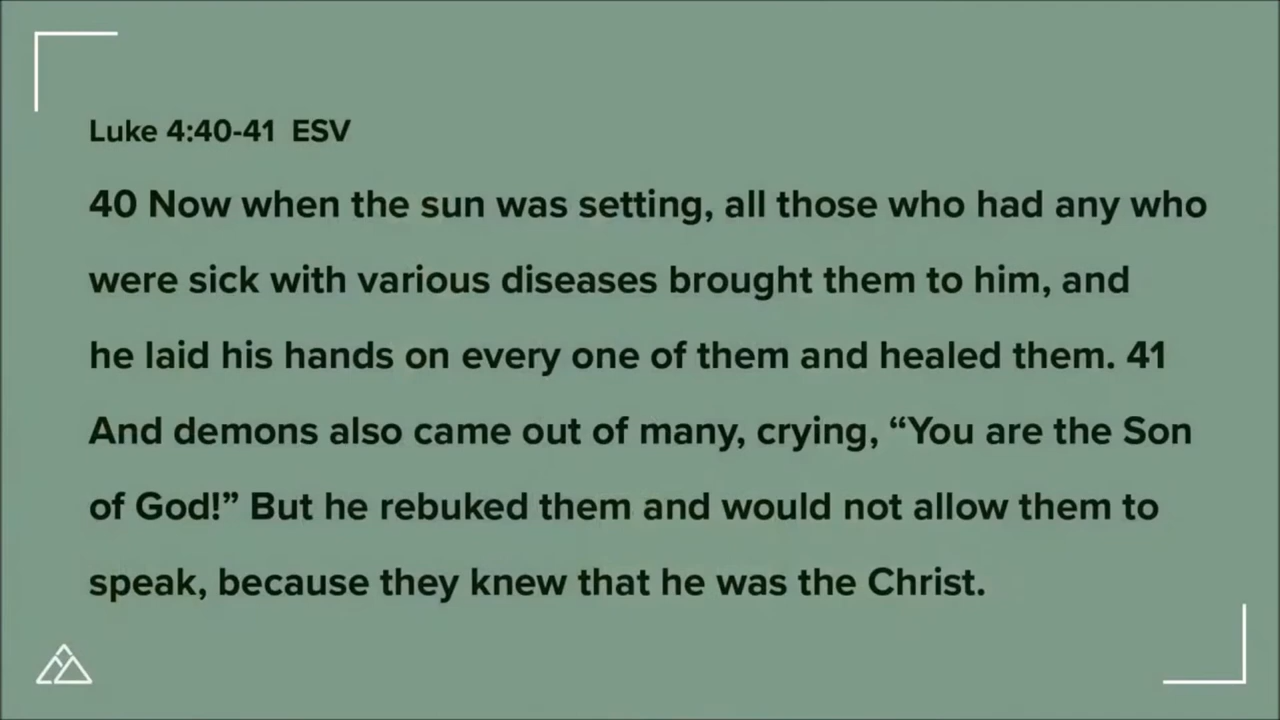 Luke 4:40-41 ESV
40 Now when the sun was setting, all those who had any who
were sick with various diseases brought them to him, and
he laid his hands on every one of them and healed them. 41
And demons also came out of many, crying, “You are the Son
of God!” But he rebuked them and would not allow them to
speak, because they knew that he was the Christ.